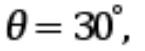 θ = 30°,